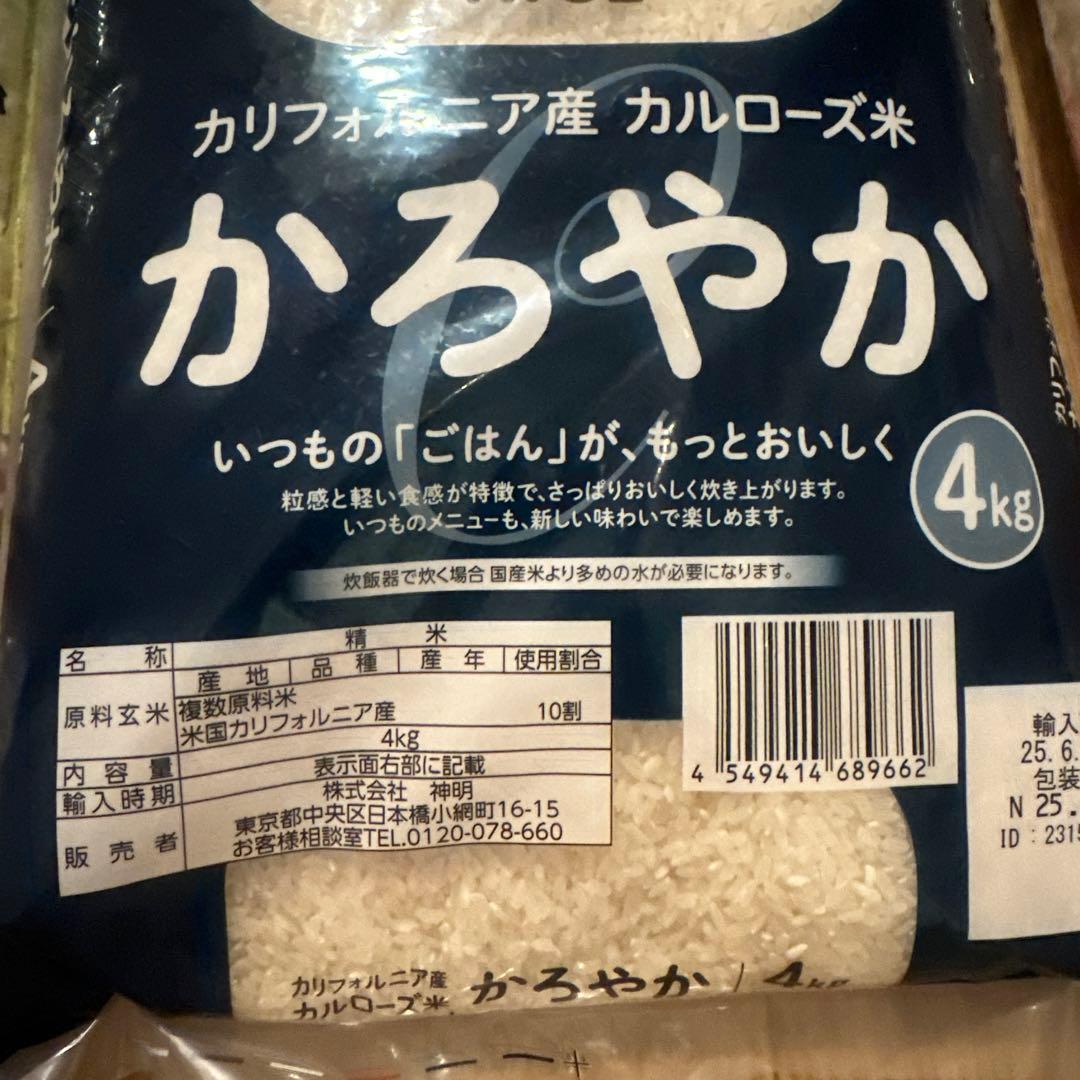 カリフォルニア産 カルローズ米
かろやか
いつもの「ごはん」が、もっとおいしく
粒感と軽い食感が特徴で、さっぱりおいしく炊き上がります。
いつものメニューも、新しい味わいで楽しめます。
4kg
炊飯器で炊く場合 国産米より多めの水が必要になります。
名称 精米
産地 品種 産年 使用割合
原料玄米 複数原料米
米国カリフォルニア産 10割
内容量 4kg
輸入時期 表示面右部に記載
販売者 株式会社 神明
東京都中央区日本橋小網町16-15
お客様相談室TEL.0120-078-660
4 549414 689662
輸入
25.6.
包装
N 25.
ID : 2315
カリフォルニア産
カルローズ米
かろやか / 4kg